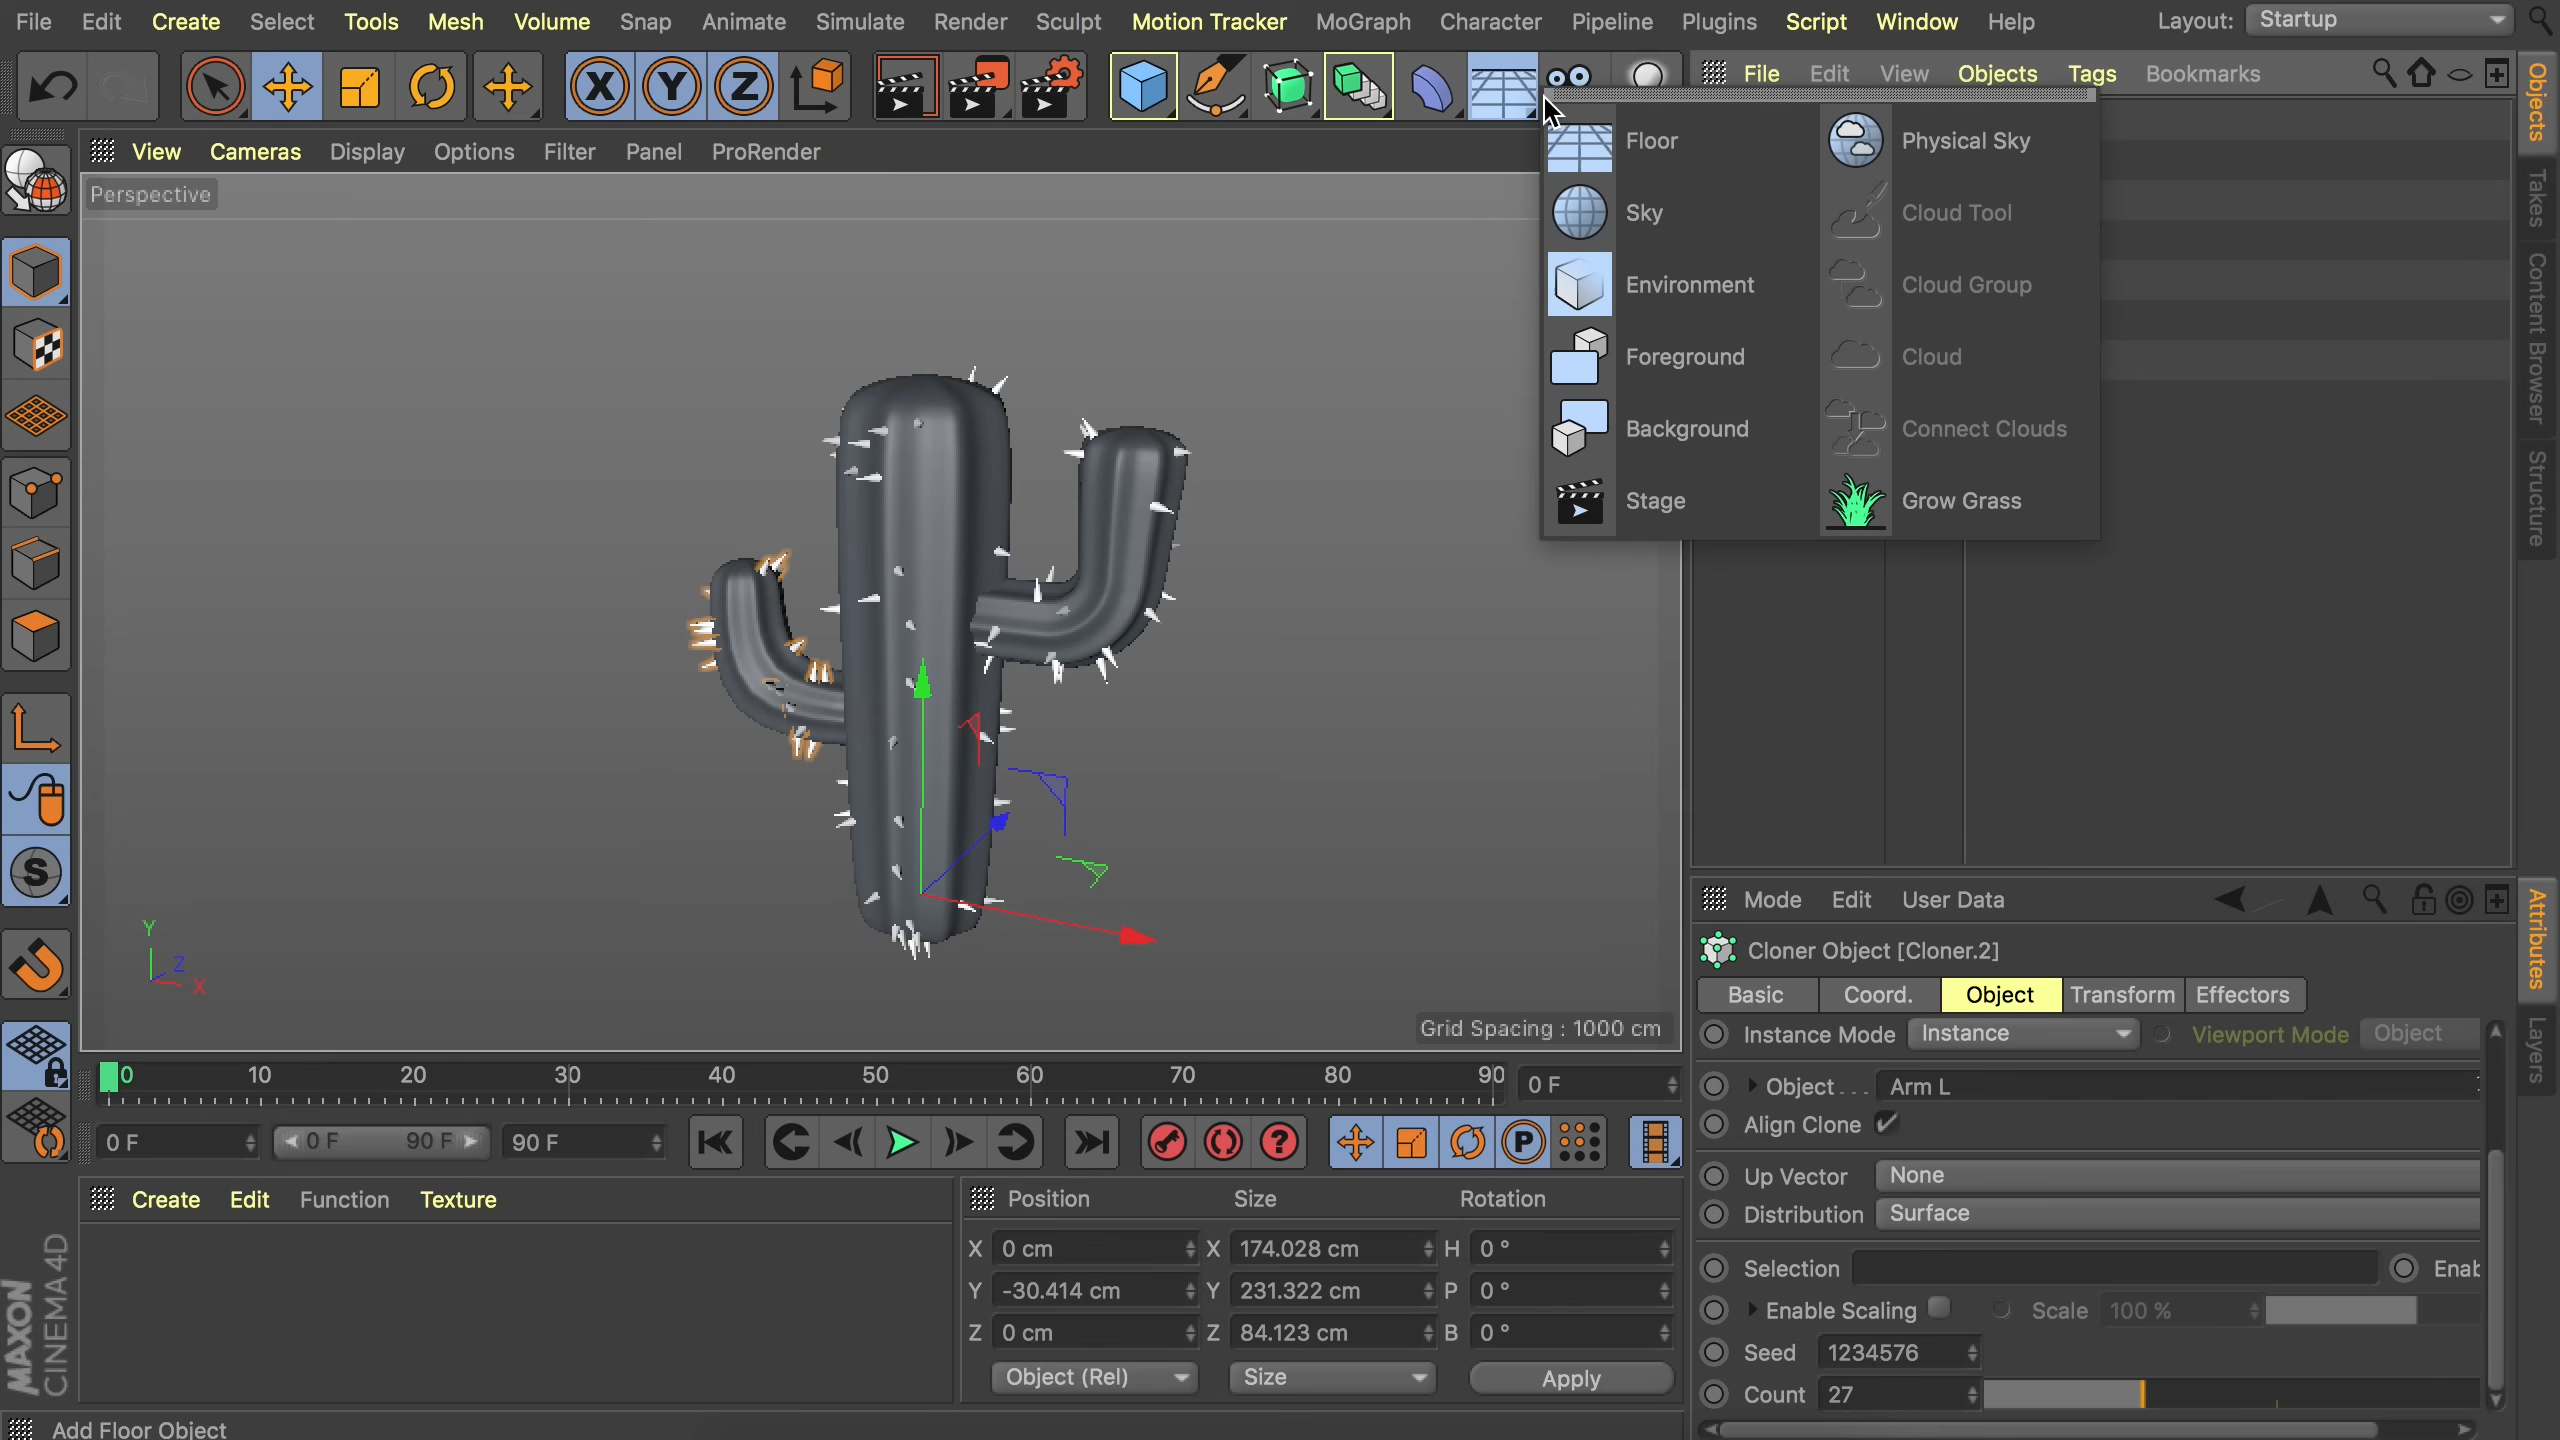 File Edit Create Select Tools Mesh Volume Snap Animate Simulate Render Sculpt Motion Tracker MoGraph Character Pipeline Plugins Script Window Help Layout: Startup
X Y Z
File Edit View Objects Tags Bookmarks
View Cameras Display Options Filter Panel ProRender
Perspective
Floor Physical Sky
Sky Cloud Tool
Environment Cloud Group
Foreground Cloud
Background Connect Clouds
Stage Grow Grass
Objects
Takes
Content Browser
Structure
S
Y
Z
X
Grid Spacing : 1000 cm
0 10 20 30 40 50 60 70 80 90 0 F
0 F 0 F 90 F 90 F ? P
Create Edit Function Texture
Position Size Rotation
X 0 cm X 174.028 cm H 0 °
Y -30.414 cm Y 231.322 cm P 0 °
Z 0 cm Z 84.123 cm B 0 °
Object (Rel) Size Apply
MAXON
CINEMA 4D
Add Floor Object
Mode Edit User Data
Cloner Object [Cloner.2]
Basic Coord. Object Transform Effectors
Instance Mode Instance Viewport Mode Object
Object . . . Arm L
Align Clone
Up Vector None
Distribution Surface
Selection Enab
Enable Scaling Scale 100 %
Seed 1234576
Count 27
Attributes
Layers